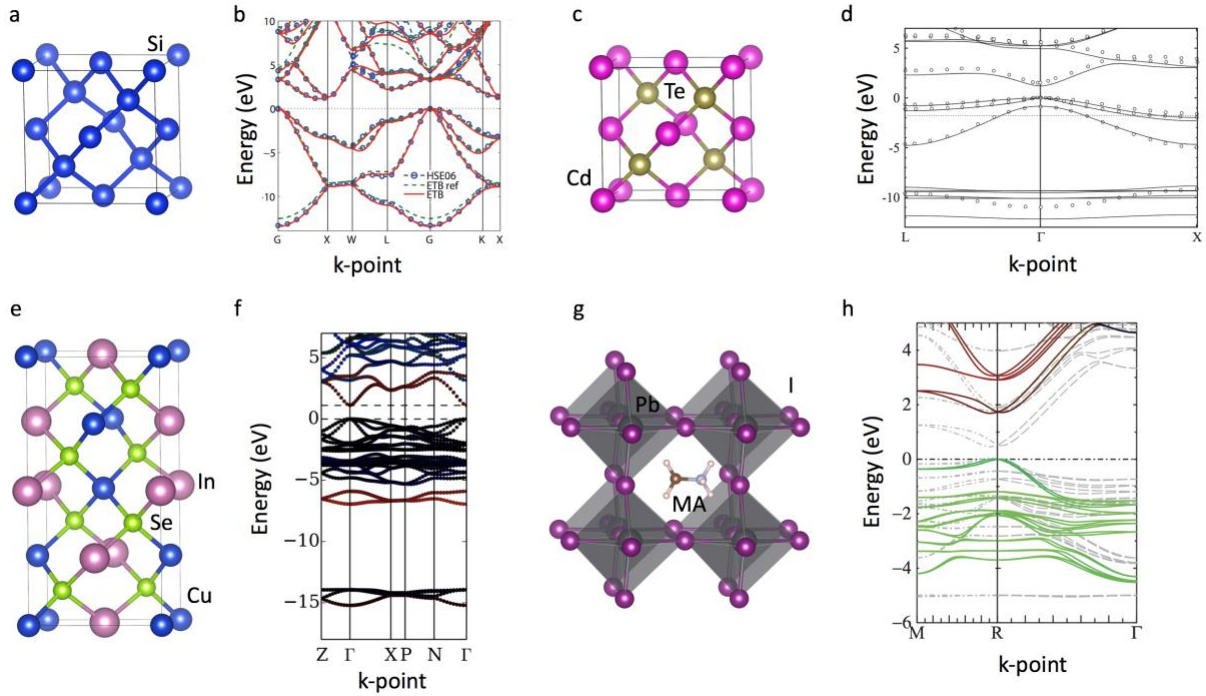 a
Si
b
Energy (eV)
10
5
0
-5
-10
HSE06
ETB ref
ETB
G X W L G K X
k-point
c
Te
Cd
d
Energy (eV)
5
0
-5
-10
L Γ X
k-point
e
In
Se
Cu
f
Energy (eV)
5
0
−5
−10
−15
Z Γ X P N Γ
k-point
g
I
Pb
MA
h
Energy (eV)
4
2
0
−2
−4
−6
M R Γ
k-point